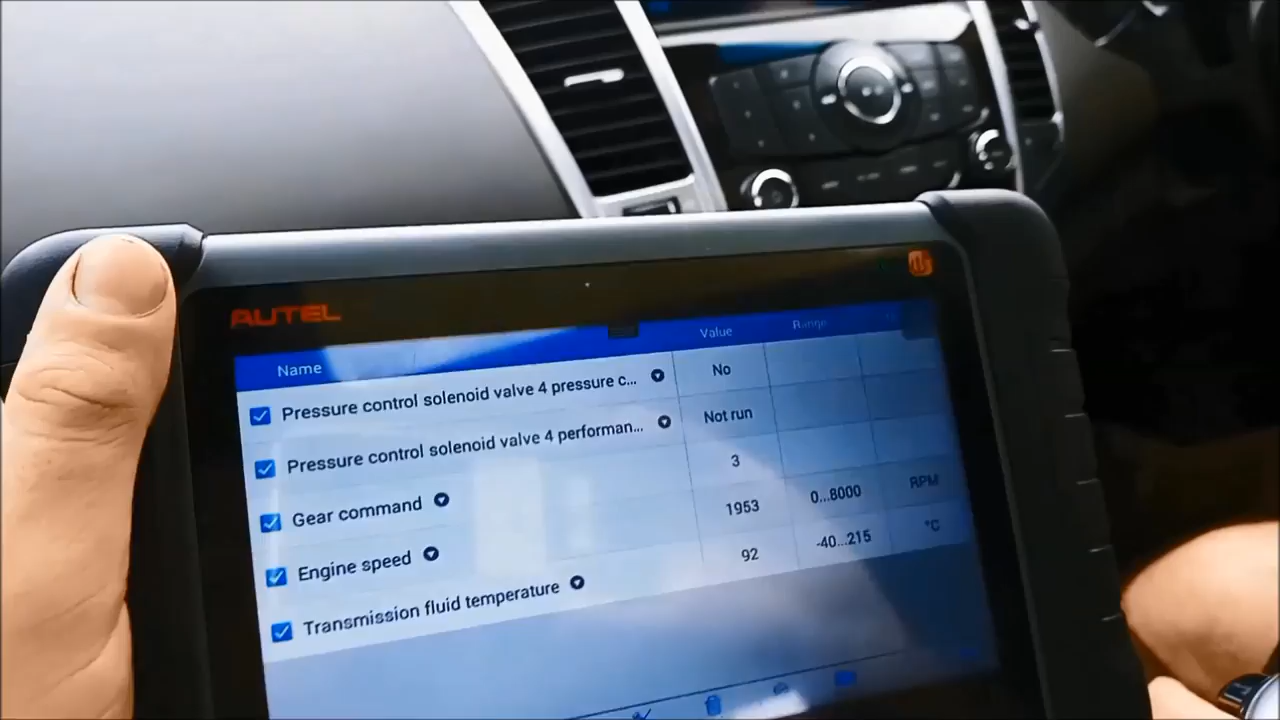 AUTEL
Name Value Range
Pressure control solenoid valve 4 pressure c... No
Pressure control solenoid valve 4 performan... Not run
Gear command 3
Engine speed 1953 0...8000 RPM
Transmission fluid temperature 92 -40...215 °C